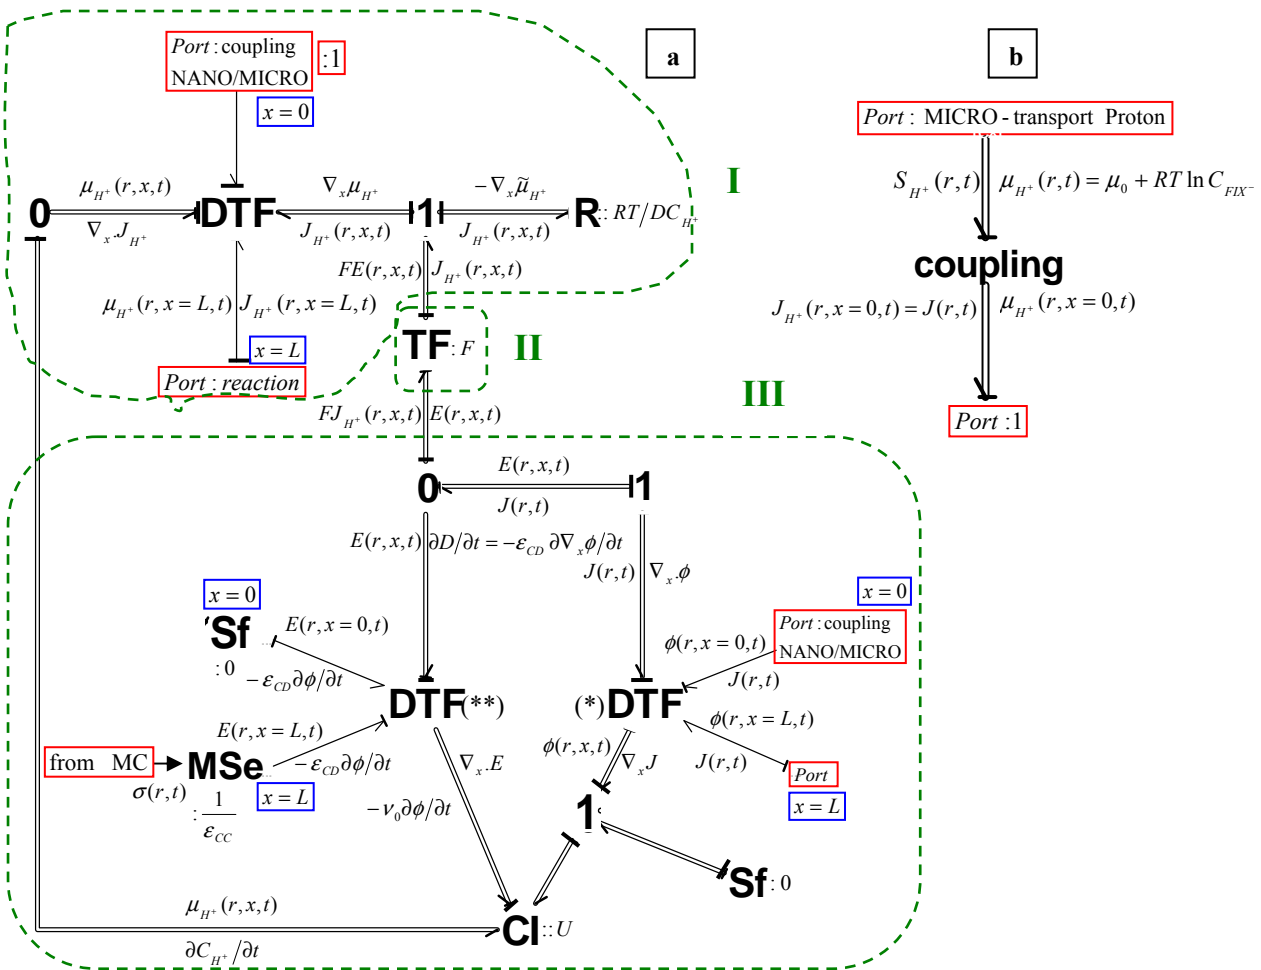 a
b
Port : coupling
NANO/MICRO
:1
x = 0
I
Port : MICRO - transport Proton
S_{H^+}(r,t) μ_{H^+}(r,t) = μ_0 + RT ln C_{FIX^-}
coupling
J_{H^+}(r,x=0,t) = J(r,t) μ_{H^+}(r,x=0,t)
Port :1
μ_{H^+}(r,x,t)
∇_x μ_{H^+}
−∇_x μ̃_{H^+}
0
DTF
1
R :: RT/DC_{H^+}
∇_x.J_{H^+}
J_{H^+}(r,x,t)
J_{H^+}(r,x,t)
FE(r,x,t) J_{H^+}(r,x,t)
μ_{H^+}(r,x=L,t) J_{H^+}(r,x=L,t)
x = L
Port : reaction
TF : F
II
III
FJ_{H^+}(r,x,t) E(r,x,t)
E(r,x,t)
0
1
J(r,t)
E(r,x,t) ∂D/∂t = −ε_{CD} ∂∇_x φ/∂t
J(r,t) ∇_x.φ
x = 0
Sf
:0
E(r,x=0,t)
−ε_{CD}∂φ/∂t
x = 0
Port : coupling
NANO/MICRO
φ(r,x=0,t)
J(r,t)
DTF(**)
(*)DTF
E(r,x=L,t)
φ(r,x=L,t)
from MC
MSe
−ε_{CD}∂φ/∂t
σ(r,t)
: 1/ε_{CC}
x = L
∇_x.E
−ν_0∂φ/∂t
φ(r,x,t)
∇_x J
J(r,t)
Port
x = L
1
Sf : 0
μ_{H^+}(r,x,t)
∂C_{H^+}/∂t
CI :: U